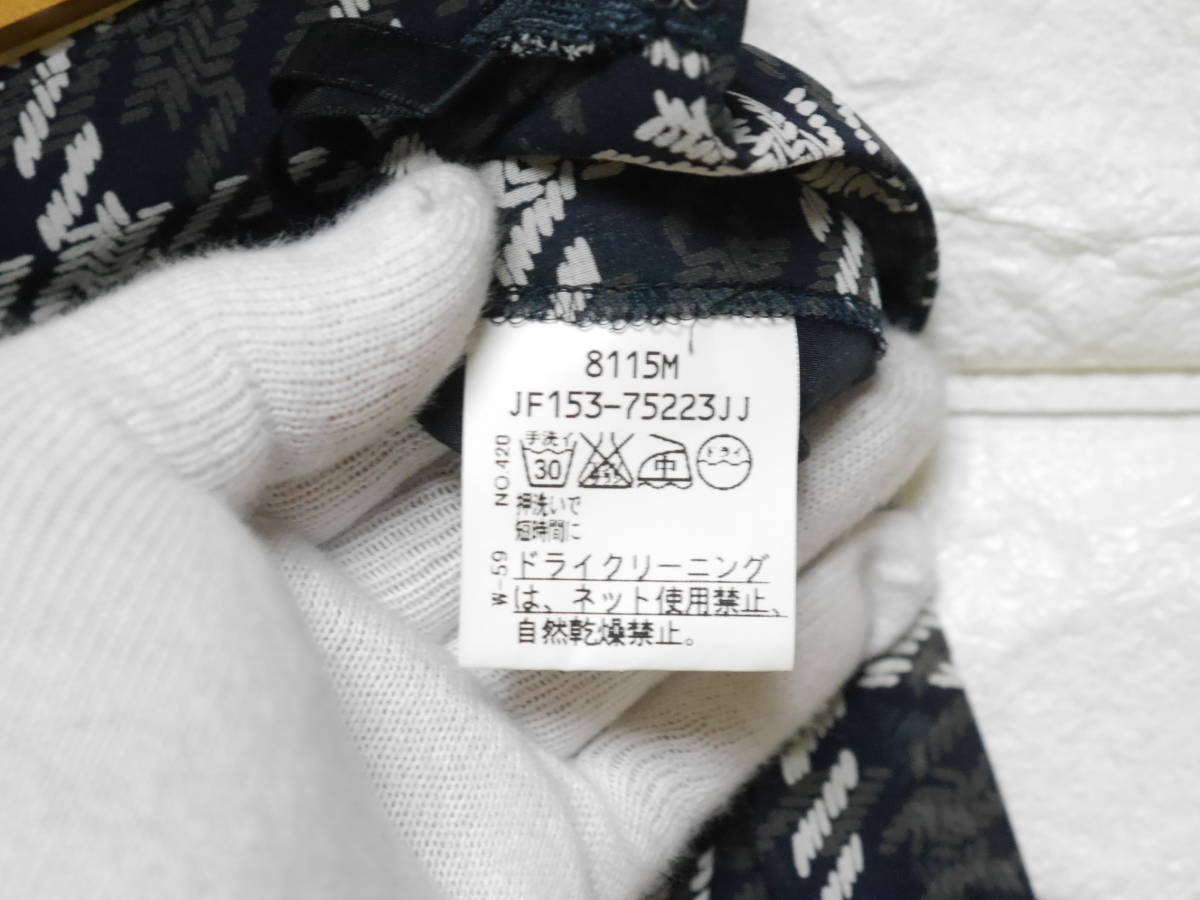 8115M
JF153-75223JJ
NO.420
手洗イ
30
中
ドライ
押洗いで
短時間に
W-59
ドライクリーニング
は、ネット使用禁止、
自然乾燥禁止。